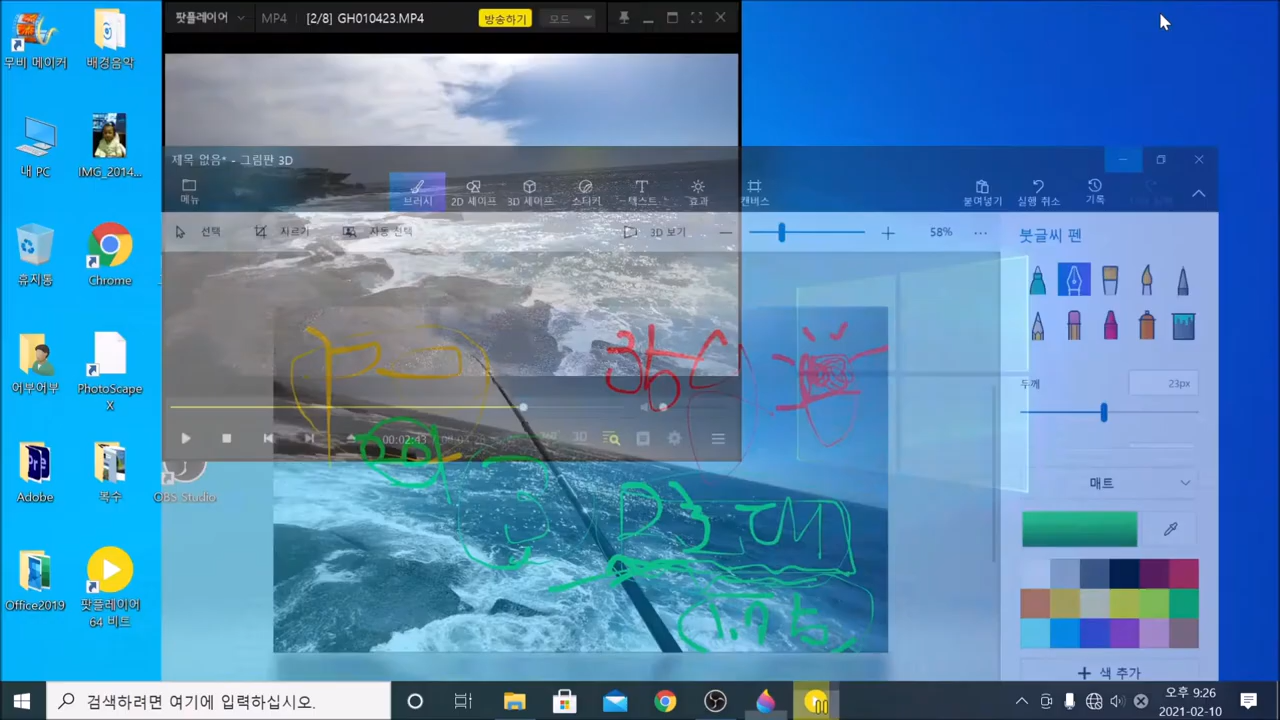 팟플레이어 MP4 [2/8] GH010423.MP4 방송하기 모드
무비 메이커 배경음악
내 PC IMG_2014...
휴지통 Chrome
어부어부 PhotoScape X
Adobe 복수 OBS Studio
Office2019 팟플레이어 64 비트
제목 없음* - 그림판 3D
메뉴 브러시 2D 셰이프 3D 셰이프 스티커 텍스트 효과 캔버스 붙여넣기 실행 취소 기록
선택 자르기 자동 선택 3D 보기 58% ...
붓글씨 펜
두께 23px
매트
색 추가
00:02:43 3D
1.75
검색하려면 여기에 입력하십시오.
오후 9:26
2021-02-10